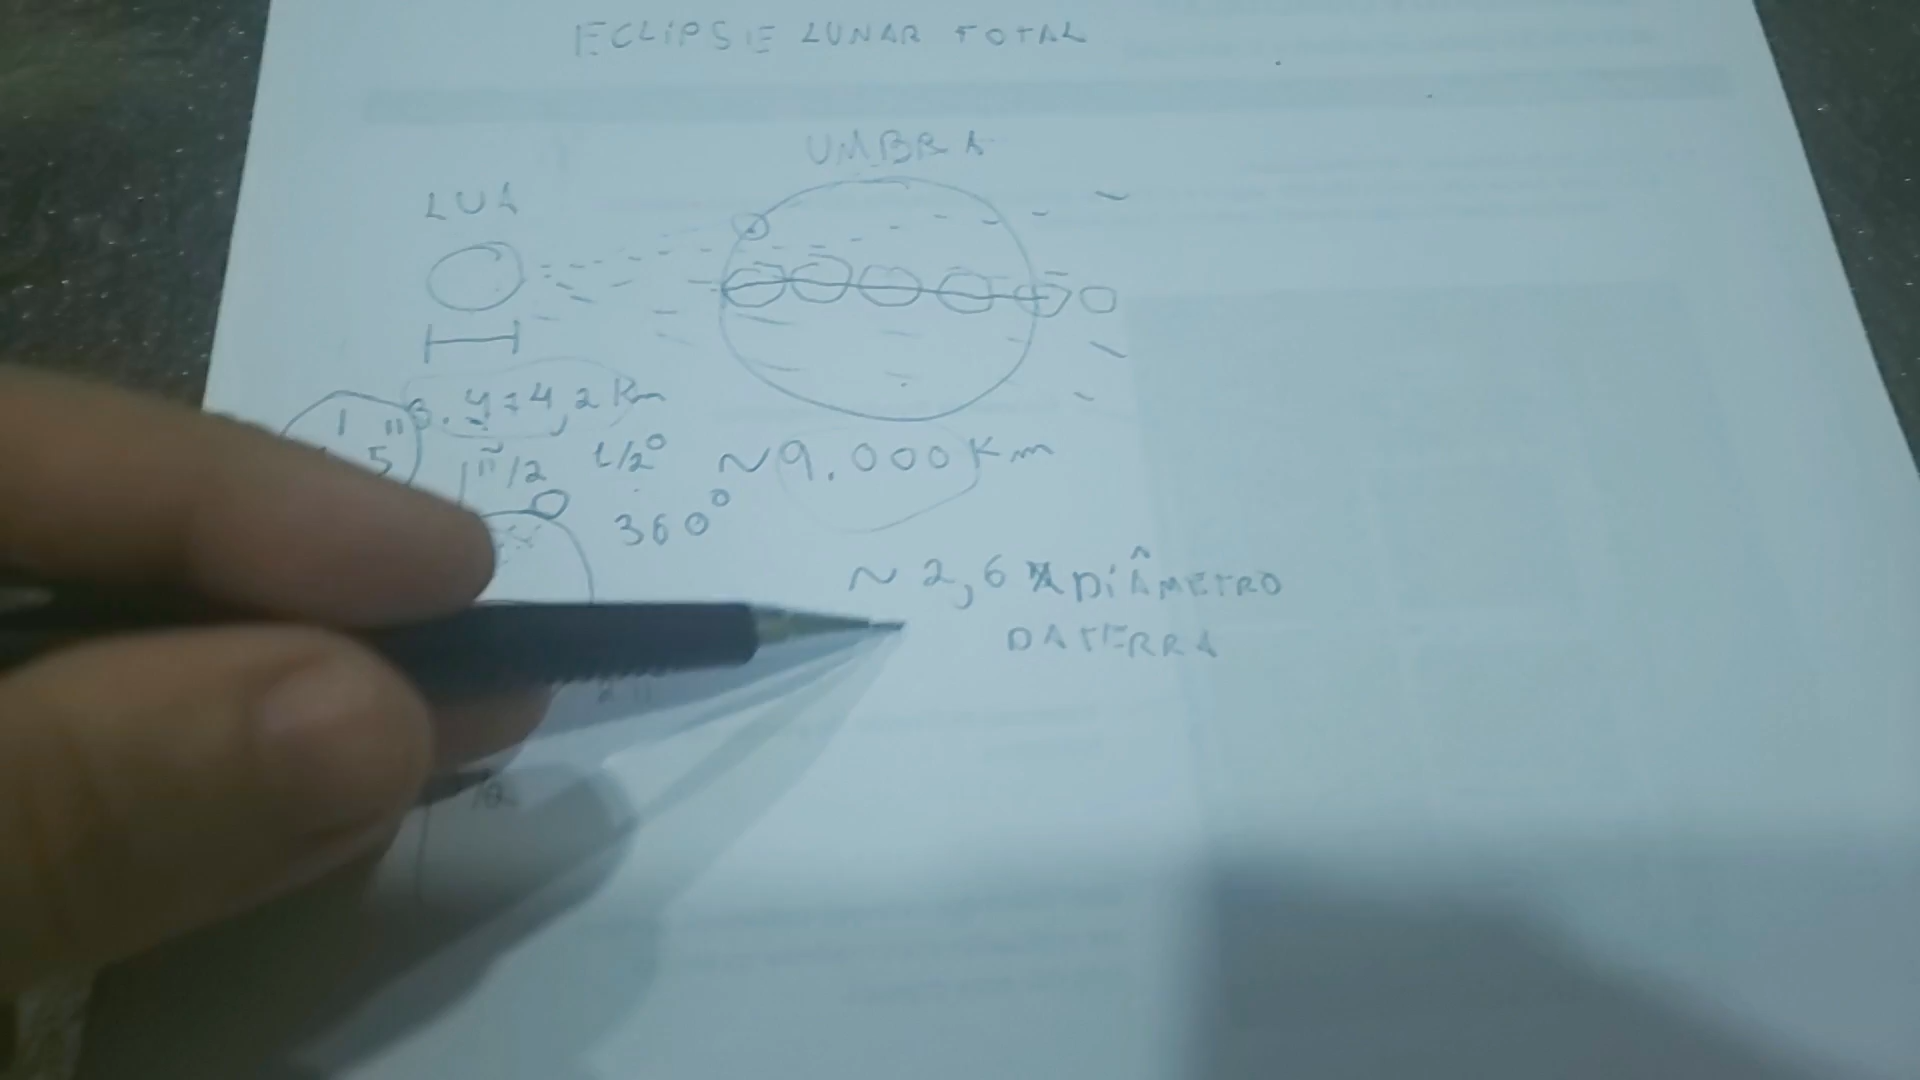 ECLIPSE LUNAR TOTAL
UMBRA
LUA
3.474,2 Km
1/2°
~9.000 Km
360°
~ 2,6 x DIÂMETRO
DA TERRA